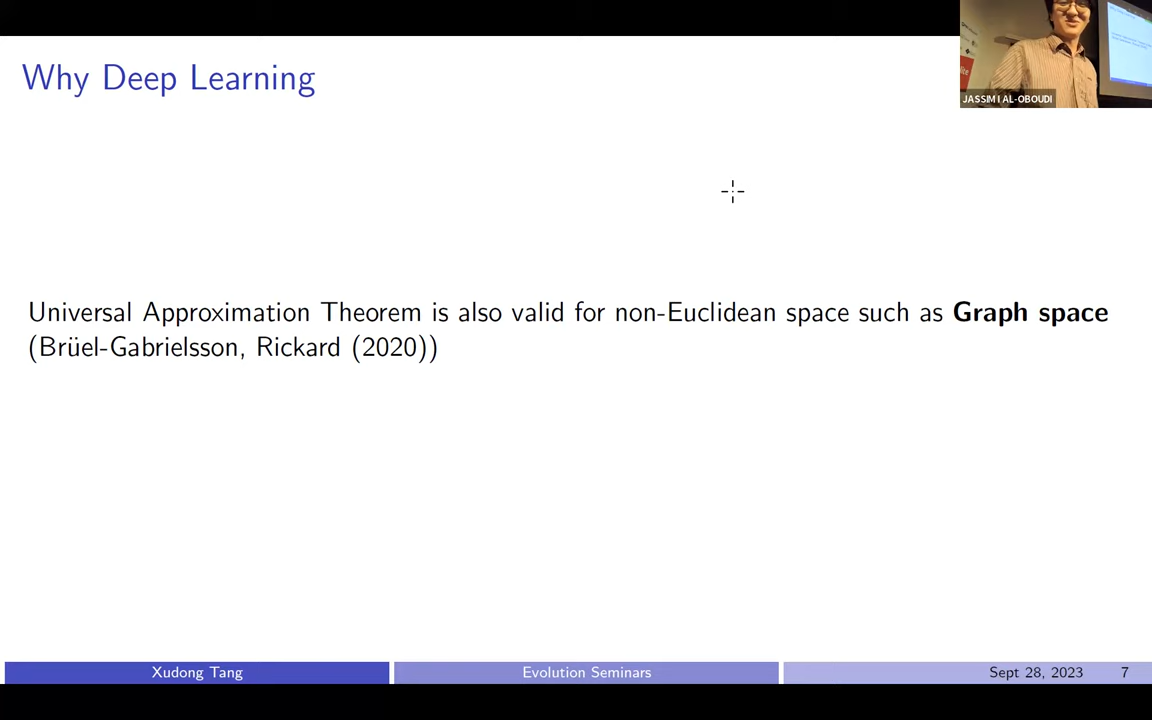 Why Deep Learning
JASSIM I AL-OBOUDI
Universal Approximation Theorem is also valid for non-Euclidean space such as Graph space
(Brüel-Gabrielsson, Rickard (2020))
Xudong Tang
Evolution Seminars
Sept 28, 2023
7